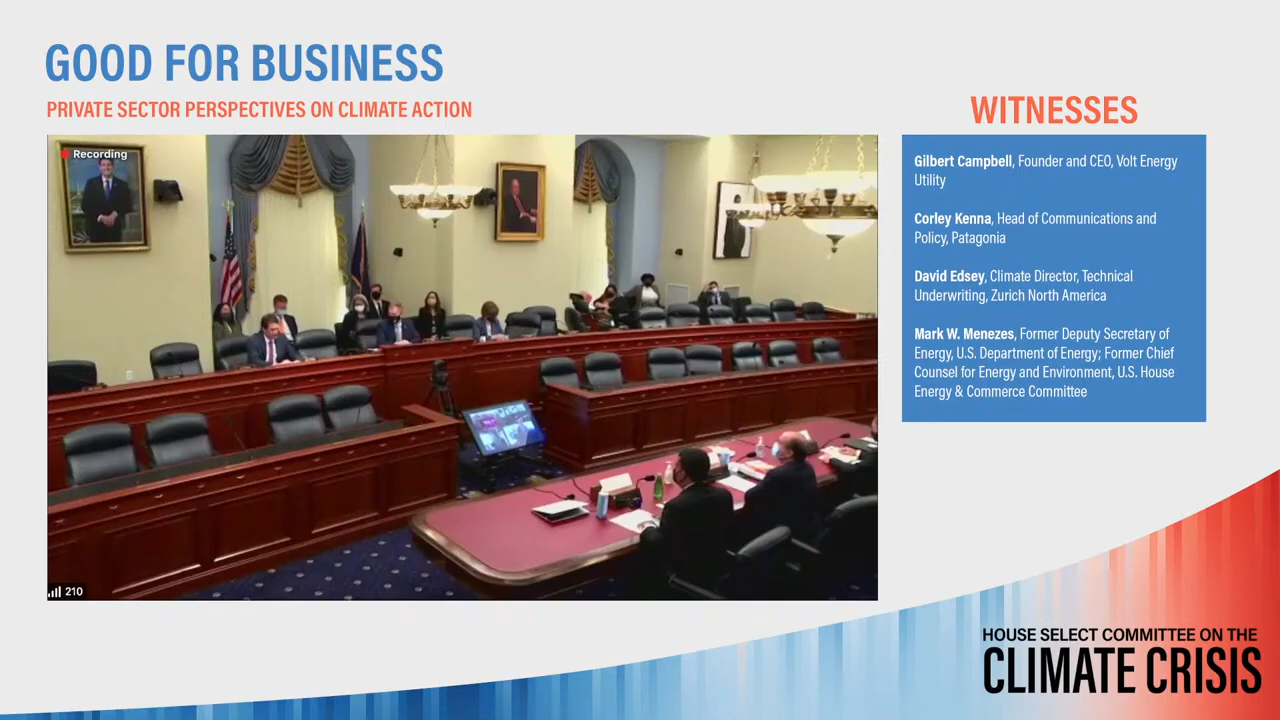 GOOD FOR BUSINESS
PRIVATE SECTOR PERSPECTIVES ON CLIMATE ACTION
Recording
210
WITNESSES
Gilbert Campbell, Founder and CEO, Volt Energy
Utility
Corley Kenna, Head of Communications and
Policy, Patagonia
David Edsey, Climate Director, Technical
Underwriting, Zurich North America
Mark W. Menezes, Former Deputy Secretary of
Energy, U.S. Department of Energy; Former Chief
Counsel for Energy and Environment, U.S. House
Energy & Commerce Committee
HOUSE SELECT COMMITTEE ON THE
CLIMATE CRISIS